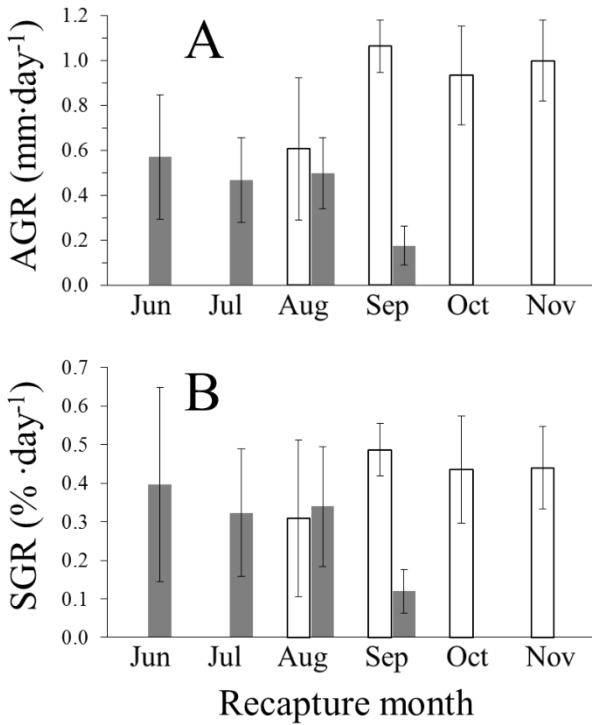 A
AGR (mm·day⁻¹)
1.2
1.0
0.8
0.6
0.4
0.2
0.0
Jun Jul Aug Sep Oct Nov
B
SGR (% ·day⁻¹)
0.7
0.6
0.5
0.4
0.3
0.2
0.1
0.0
Jun Jul Aug Sep Oct Nov
Recapture month